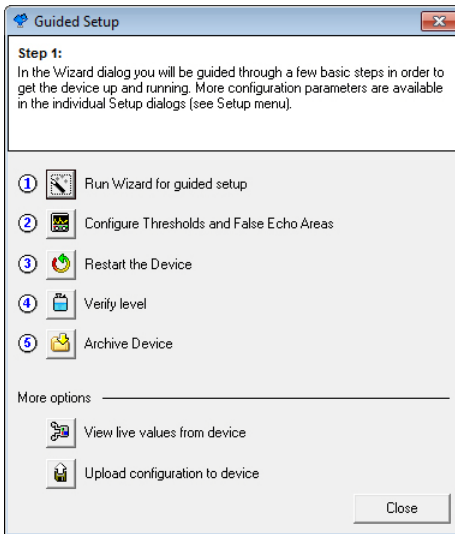 Guided Setup
Step 1:
In the Wizard dialog you will be guided through a few basic steps in order to
get the device up and running. More configuration parameters are available
in the individual Setup dialogs (see Setup menu).
1 Run Wizard for guided setup
2 Configure Thresholds and False Echo Areas
3 Restart the Device
4 Verify level
5 Archive Device
More options
View live values from device
Upload configuration to device
Close